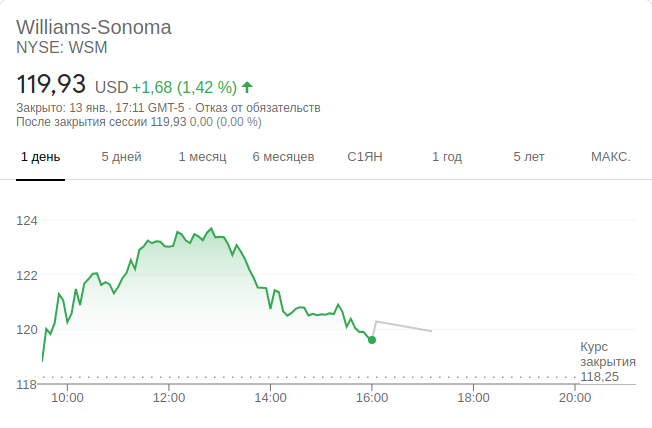 Williams-Sonoma
NYSE: WSM
119,93 USD +1,68 (1,42 %)
Закрыто: 13 янв., 17:11 GMT-5 · Отказ от обязательств
После закрытия сессии 119,93 0,00 (0,00 %)
1 день 5 дней 1 месяц 6 месяцев С1ЯН 1 год 5 лет МАКС.
124
122
120
Курс
закрытия
118,25
118
10:00 12:00 14:00 16:00 18:00 20:00